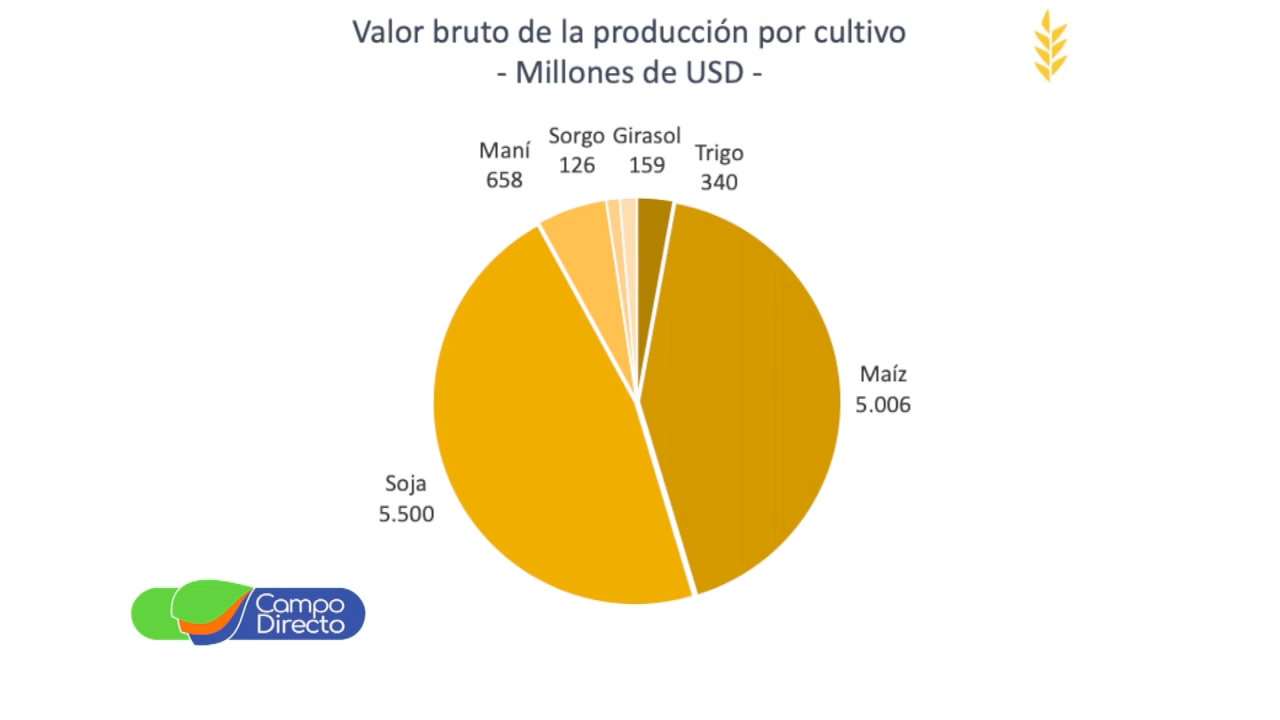 Valor bruto de la producción por cultivo
- Millones de USD -
Maní
658
Sorgo
126
Girasol
159
Trigo
340
Maíz
5.006
Soja
5.500
Campo
Directo